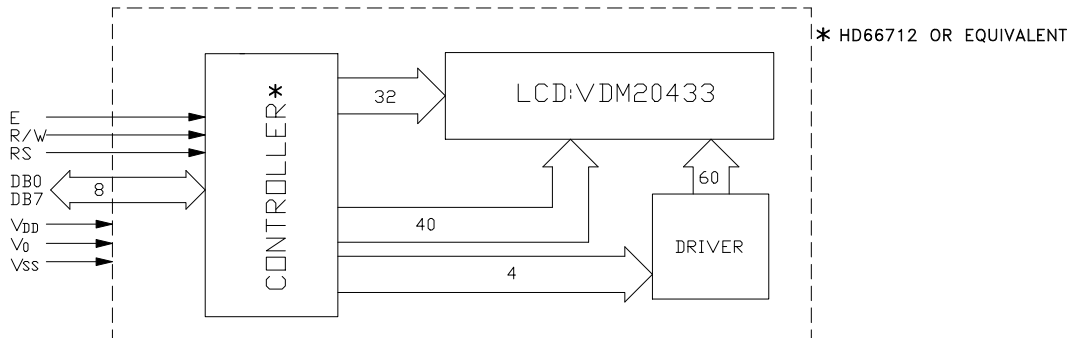 * HD66712 OR EQUIVALENT
LCD:VDM20433
CONTROLLER*
32
E
R/W
RS
DB0
DB7
8
60
VDD
V0
VSS
40
DRIVER
4